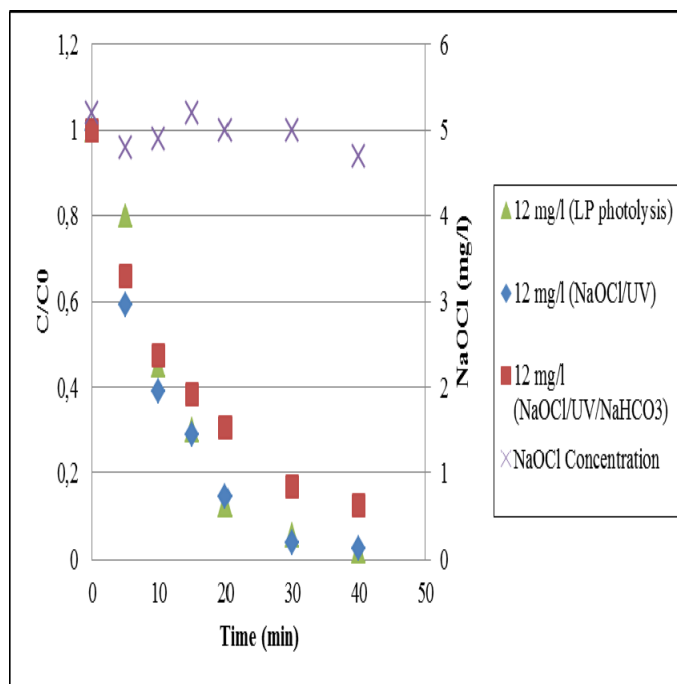 1,2
1
0,8
0,6
0,4
0,2
0
C/C0
6
5
4
3
2
1
0
NaOCl (mg/l)
0 10 20 30 40 50
Time (min)
12 mg/l (LP photolysis)
12 mg/l (NaOCl/UV)
12 mg/l
(NaOCl/UV/NaHCO3)
NaOCl Concentration